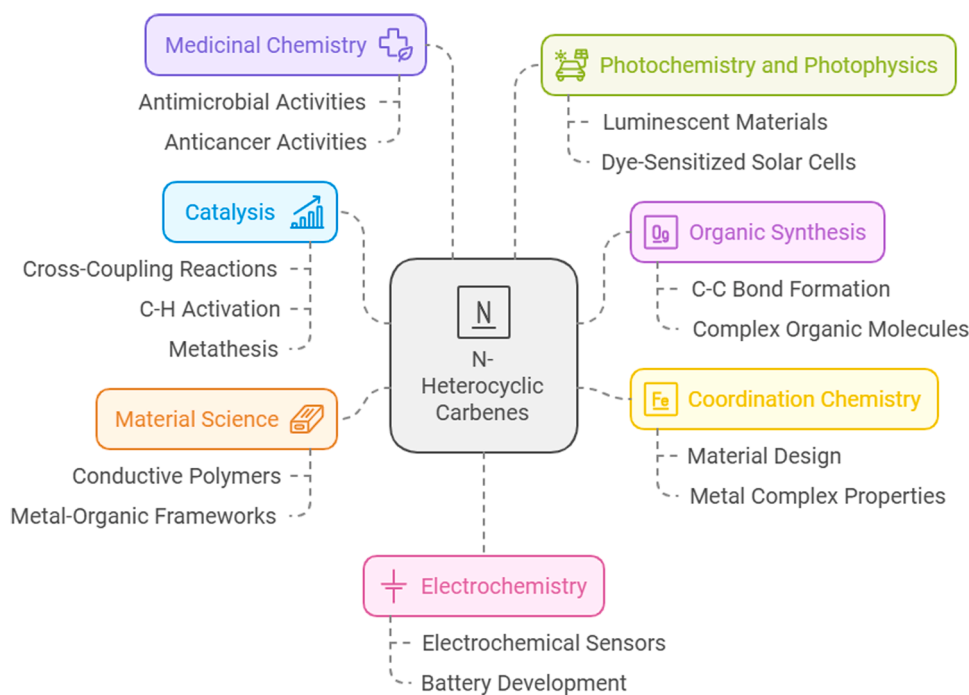 Medicinal Chemistry
Antimicrobial Activities
Anticancer Activities
Photochemistry and Photophysics
Luminescent Materials
Dye-Sensitized Solar Cells
Catalysis
Cross-Coupling Reactions
C-H Activation
Metathesis
Og
Organic Synthesis
C-C Bond Formation
Complex Organic Molecules
N
N-
Heterocyclic
Carbenes
Material Science
Conductive Polymers
Metal-Organic Frameworks
Fe
Coordination Chemistry
Material Design
Metal Complex Properties
Electrochemistry
Electrochemical Sensors
Battery Development